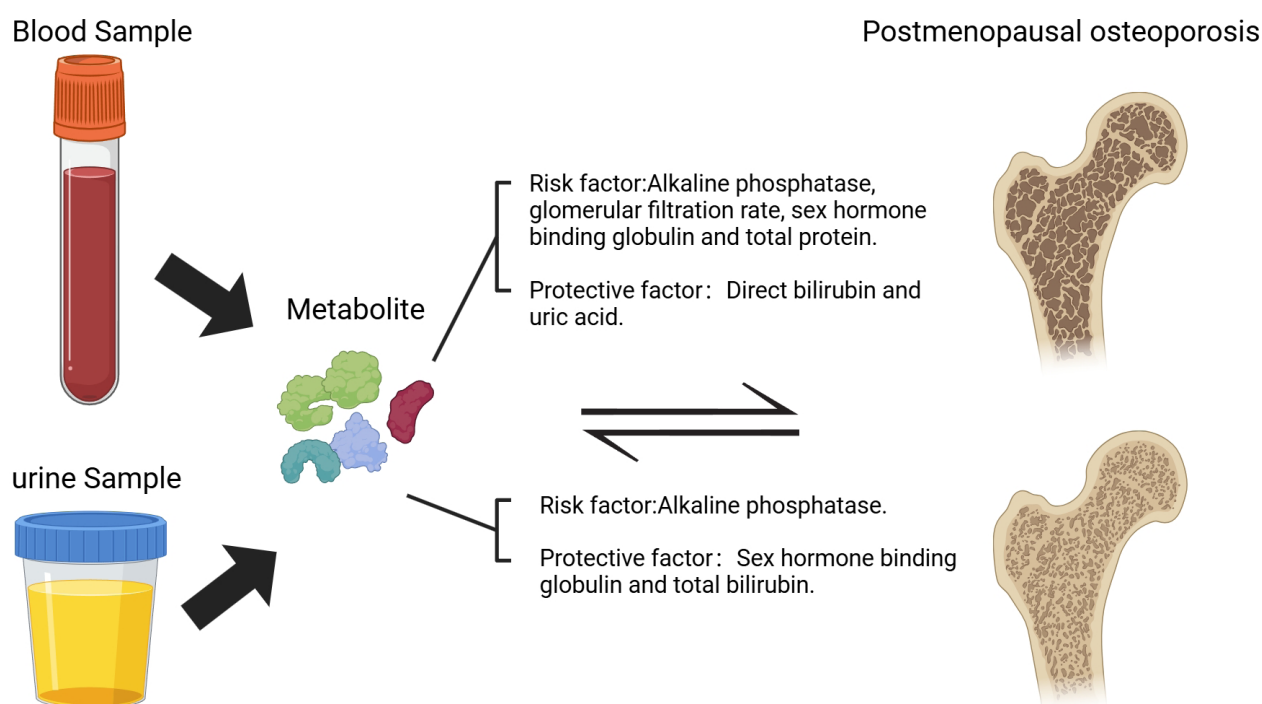 Blood Sample
Postmenopausal osteoporosis
Risk factor:Alkaline phosphatase,
glomerular filtration rate, sex hormone
binding globulin and total protein.
Protective factor： Direct bilirubin and
uric acid.
Metabolite
urine Sample
Risk factor:Alkaline phosphatase.
Protective factor： Sex hormone binding
globulin and total bilirubin.